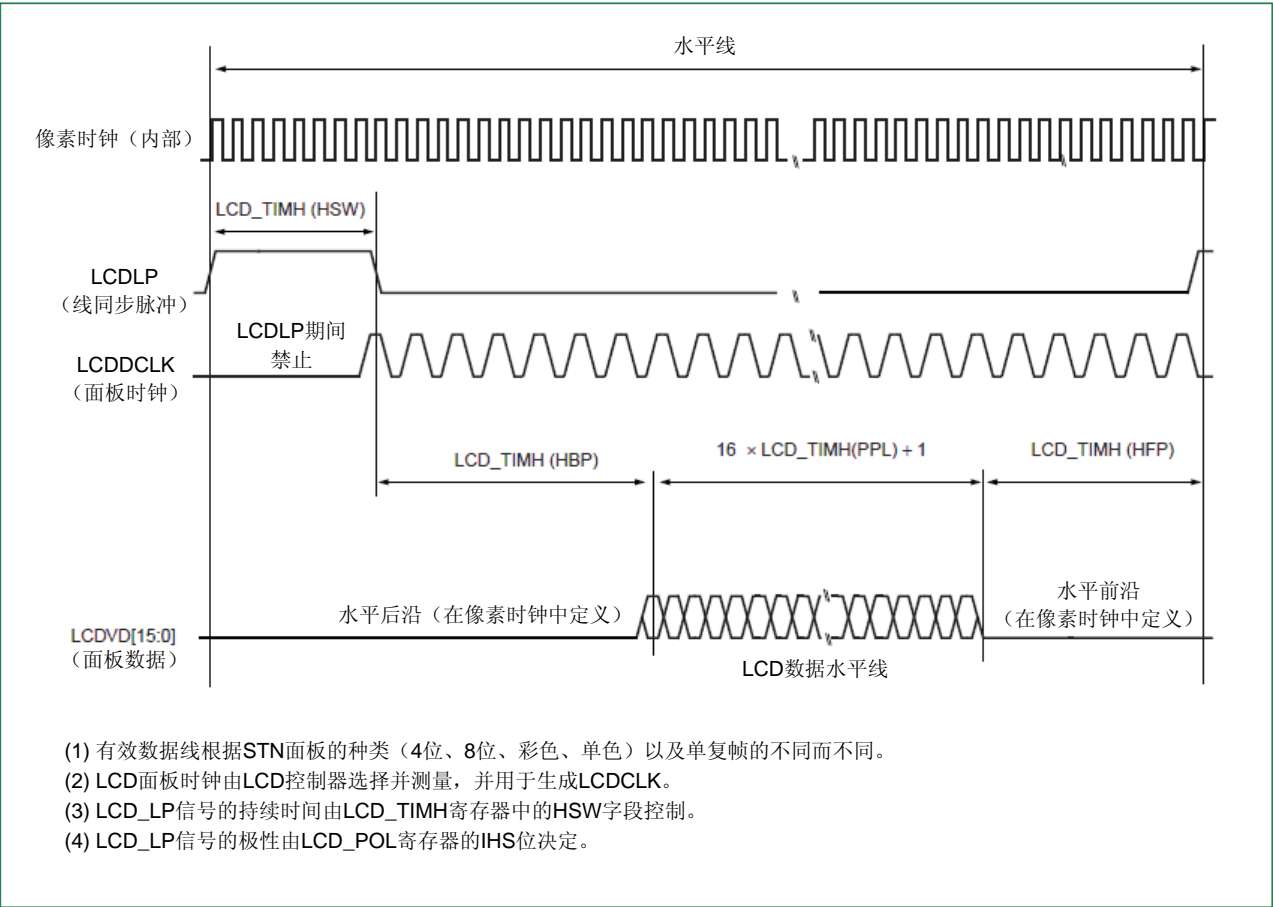 水平线
像素时钟（内部）
LCD_TIMH (HSW)
LCDLP
（线同步脉冲）
LCDLP期间
禁止
LCDDCLK
（面板时钟）
LCD_TIMH (HBP)
16 × LCD_TIMH(PPL) + 1
LCD_TIMH (HFP)
水平后沿（在像素时钟中定义）
水平前沿
（在像素时钟中定义）
LCDVD[15:0]
（面板数据）
LCD数据水平线
(1) 有效数据线根据STN面板的种类（4位、8位、彩色、单色）以及单复帧的不同而不同。
(2) LCD面板时钟由LCD控制器选择并测量，并用于生成LCDCLK。
(3) LCD_LP信号的持续时间由LCD_TIMH寄存器中的HSW字段控制。
(4) LCD_LP信号的极性由LCD_POL寄存器的IHS位决定。